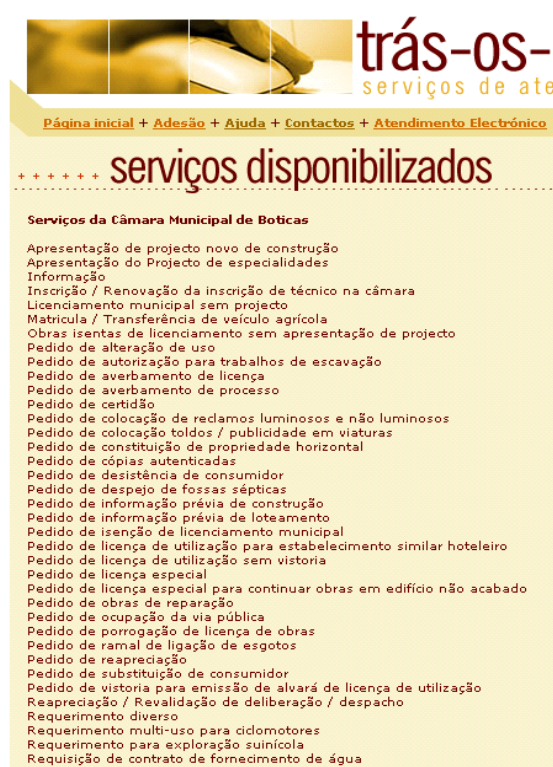 trás-os-
serviços de ate
Página inicial + Adesão + Ajuda + Contactos + Atendimento Electrónico
++++++ serviços disponibilizados
Serviços da Câmara Municipal de Boticas
Apresentação de projecto novo de construção
Apresentação do Projecto de especialidades
Informação
Inscrição / Renovação da inscrição de técnico na câmara
Licenciamento municipal sem projecto
Matricula / Transferência de veículo agrícola
Obras isentas de licenciamento sem apresentação de projecto
Pedido de alteração de uso
Pedido de autorização para trabalhos de escavação
Pedido de averbamento de licença
Pedido de averbamento de processo
Pedido de certidão
Pedido de colocação de reclamos luminosos e não luminosos
Pedido de colocação toldos / publicidade em viaturas
Pedido de constituição de propriedade horizontal
Pedido de cópias autenticadas
Pedido de desistência de consumidor
Pedido de despejo de fossas sépticas
Pedido de informação prévia de construção
Pedido de informação prévia de loteamento
Pedido de isenção de licenciamento municipal
Pedido de licença de utilização para estabelecimento similar hoteleiro
Pedido de licença de utilização sem vistoria
Pedido de licença especial
Pedido de licença especial para continuar obras em edifício não acabado
Pedido de obras de reparação
Pedido de ocupação da via pública
Pedido de porrogação de licença de obras
Pedido de ramal de ligação de esgotos
Pedido de reapreciação
Pedido de substituição de consumidor
Pedido de vistoria para emissão de alvará de licença de utilização
Reapreciação / Revalidação de deliberação / despacho
Requerimento diverso
Requerimento multi-uso para ciclomotores
Requerimento para exploração suinícola
Requisição de contrato de fornecimento de água